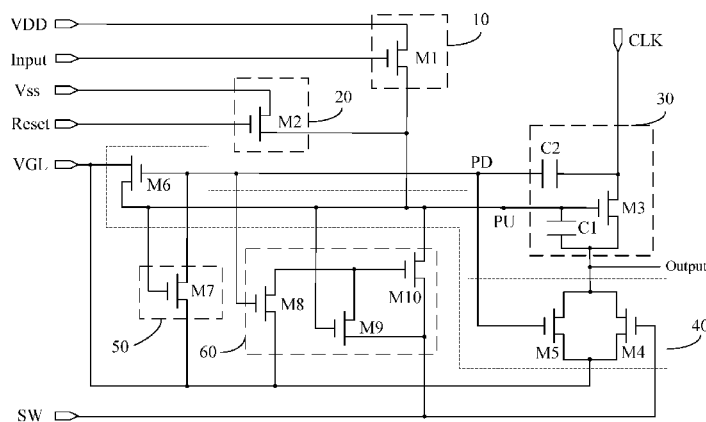 VDD
10
Input
M1
CLK
Vss
20
Reset
M2
30
VGL
M6
PD
C2
M3
PU
C1
Output
M7
M8
M10
50
60
M9
M5
M4
40
SW